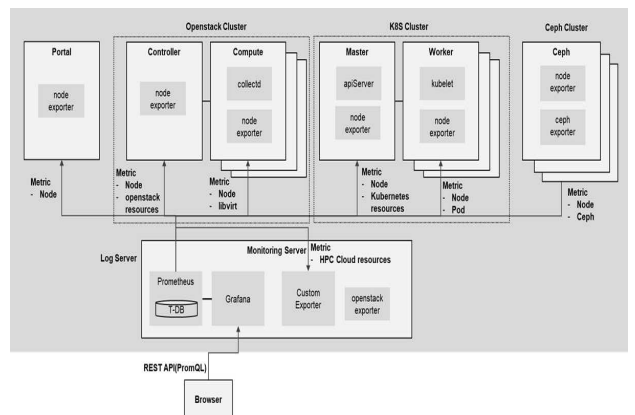 Openstack Cluster
K8S Cluster
Ceph Cluster
Portal
node
exporter
Controller
node
exporter
Compute
collectd
node
exporter
Master
apiServer
node
exporter
Worker
kubelet
node
exporter
Ceph
node
exporter
ceph
exporter
Metric
- Node
Metric
- Node
- openstack
resources
Metric
- Node
- libvirt
Metric
- Node
- Kubernetes
resources
Metric
- Node
- Pod
Metric
- Node
- Ceph
Log Server
Monitoring Server
Metric
- HPC Cloud resources
Prometheus
T-DB
Grafana
Custom
Exporter
openstack
exporter
REST API(PromQL)
Browser